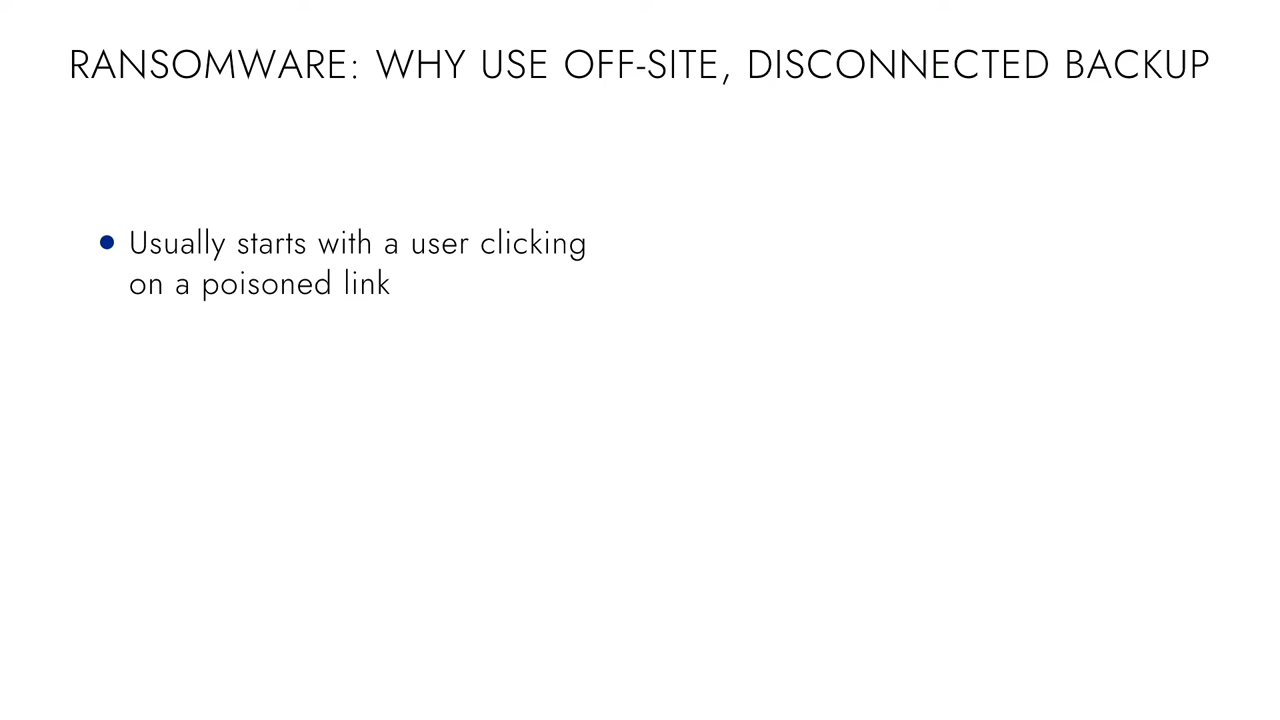 RANSOMWARE: WHY USE OFF-SITE, DISCONNECTED BACKUP
• Usually starts with a user clicking
on a poisoned link